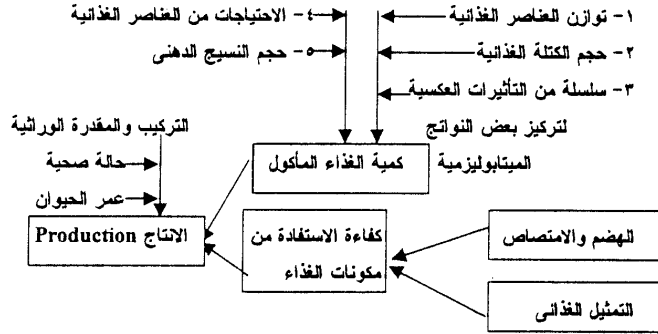 ١- توازن العناصر الغذائية
٢- حجم الكتلة الغذائية
٣- سلسلة من التأثيرات العكسية
لتركيز بعض النواتج
الميتابوليزمية
٤- الاحتياجات من العناصر الغذائية
٥- حجم النسيج الدهنى
التركيب والمقدرة الوراثية
حالة صحية
عمر الحيوان
كمية الغذاء المأكول
الانتاج Production
كفاءة الاستفادة من
مكونات الغذاء
الهضم والامتصاص
التمثيل الغذائى